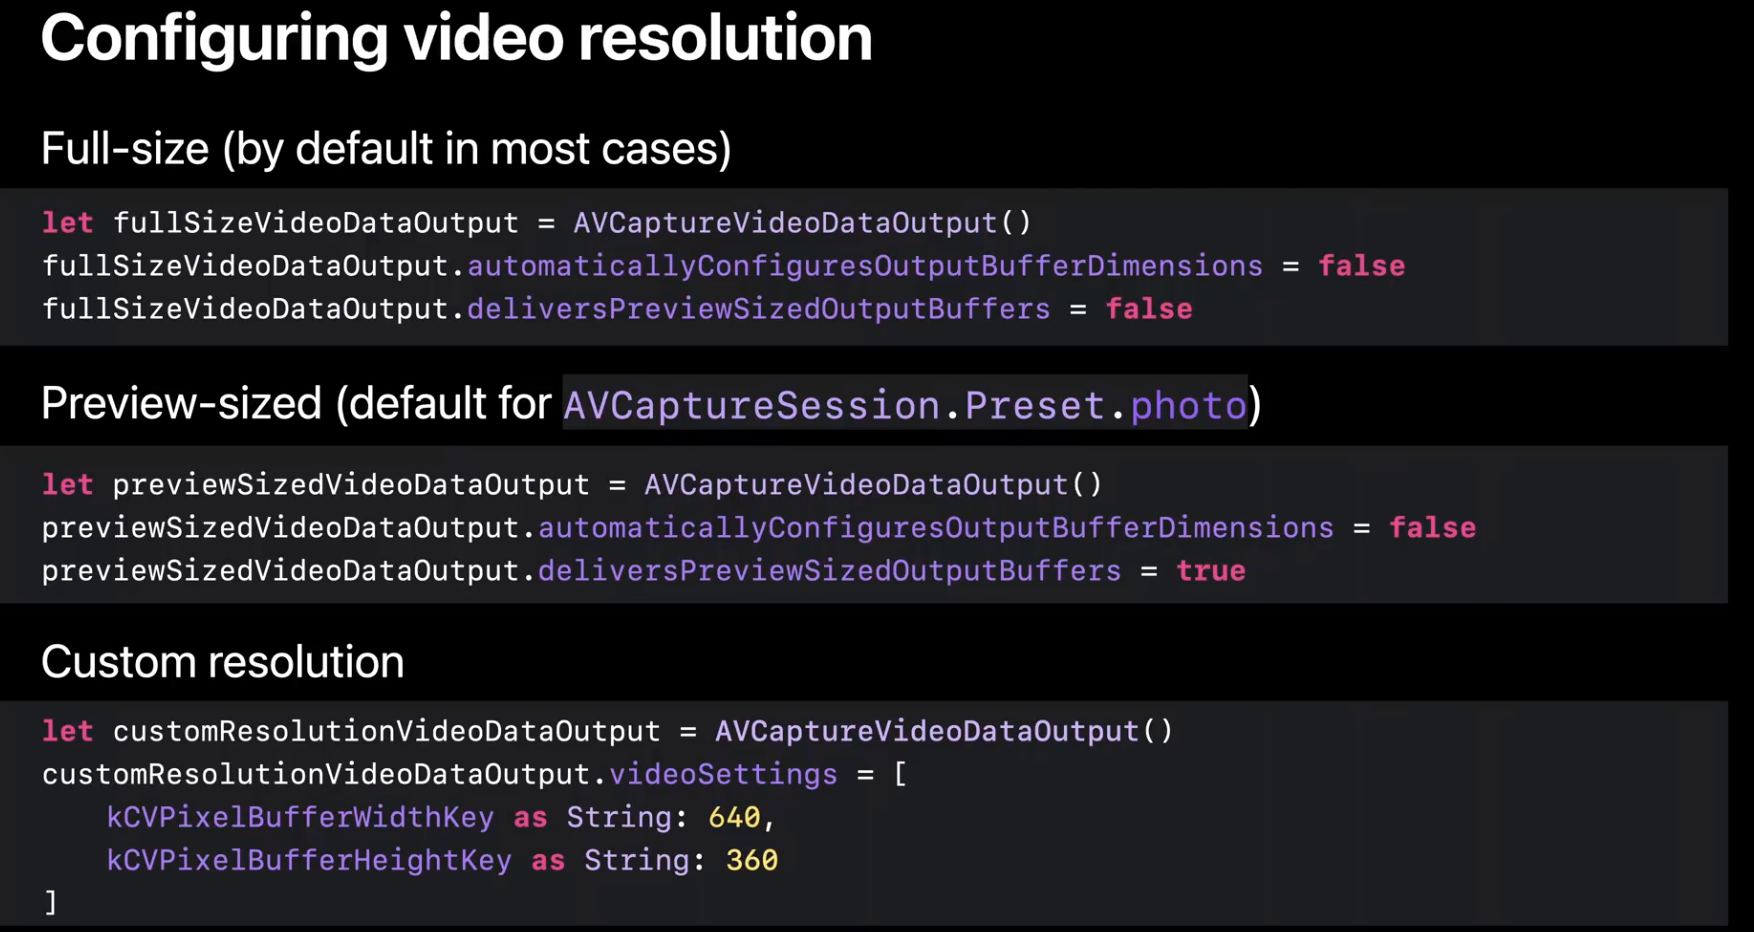 Configuring video resolution
Full-size (by default in most cases)
let fullSizeVideoDataOutput = AVCaptureVideoDataOutput()
fullSizeVideoDataOutput.automaticallyConfiguresOutputBufferDimensions = false
fullSizeVideoDataOutput.deliversPreviewSizedOutputBuffers = false
Preview-sized (default for AVCaptureSession.Preset.photo)
let previewSizedVideoDataOutput = AVCaptureVideoDataOutput()
previewSizedVideoDataOutput.automaticallyConfiguresOutputBufferDimensions = false
previewSizedVideoDataOutput.deliversPreviewSizedOutputBuffers = true
Custom resolution
let customResolutionVideoDataOutput = AVCaptureVideoDataOutput()
customResolutionVideoDataOutput.videoSettings = [
    kCVPixelBufferWidthKey as String: 640,
    kCVPixelBufferHeightKey as String: 360
]